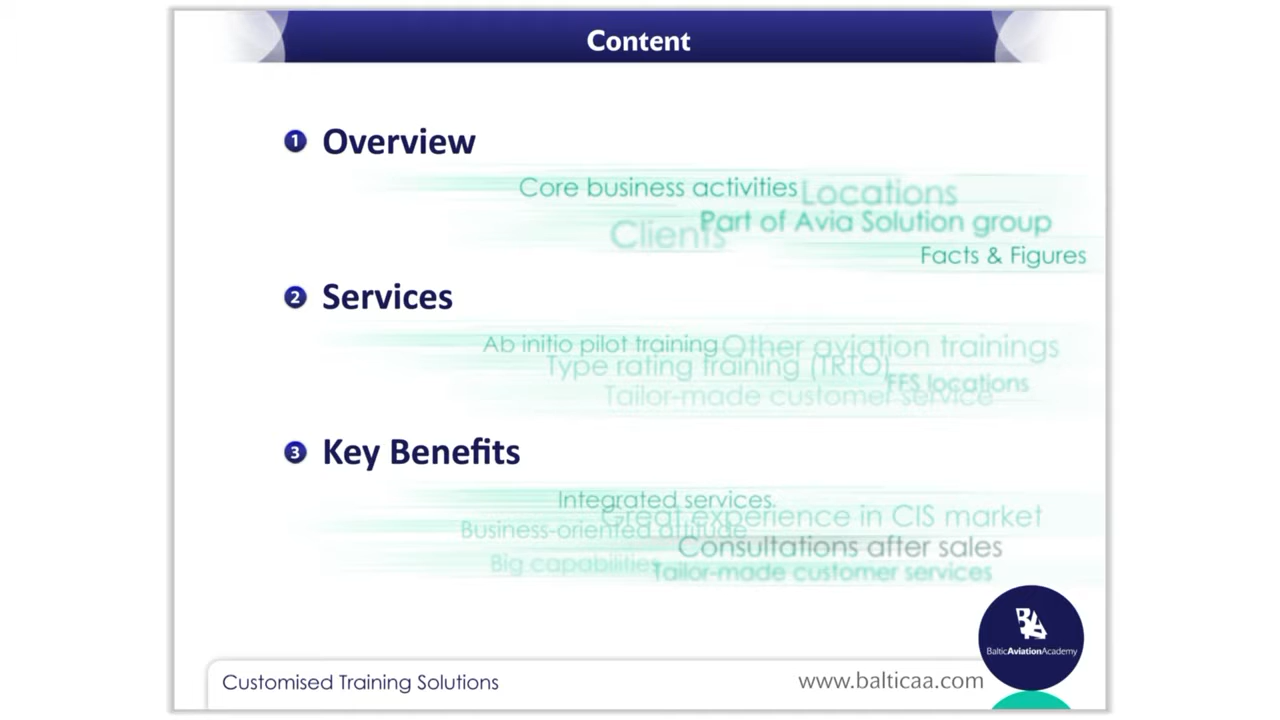 Content
1 Overview
Core business activities
Locations
Part of Avia Solution group
Clients
Facts & Figures
2 Services
Ab initio pilot training
Other aviation trainings
Type rating training (TRTO)
FFS locations
Tailor-made customer service
3 Key Benefits
Integrated services.
Great experience in CIS market
Business-oriented attitude
Consultations after sales
Big capabilities
Tailor-made customer services
BA
BalticAviationAcademy
Customised Training Solutions
www.balticaa.com